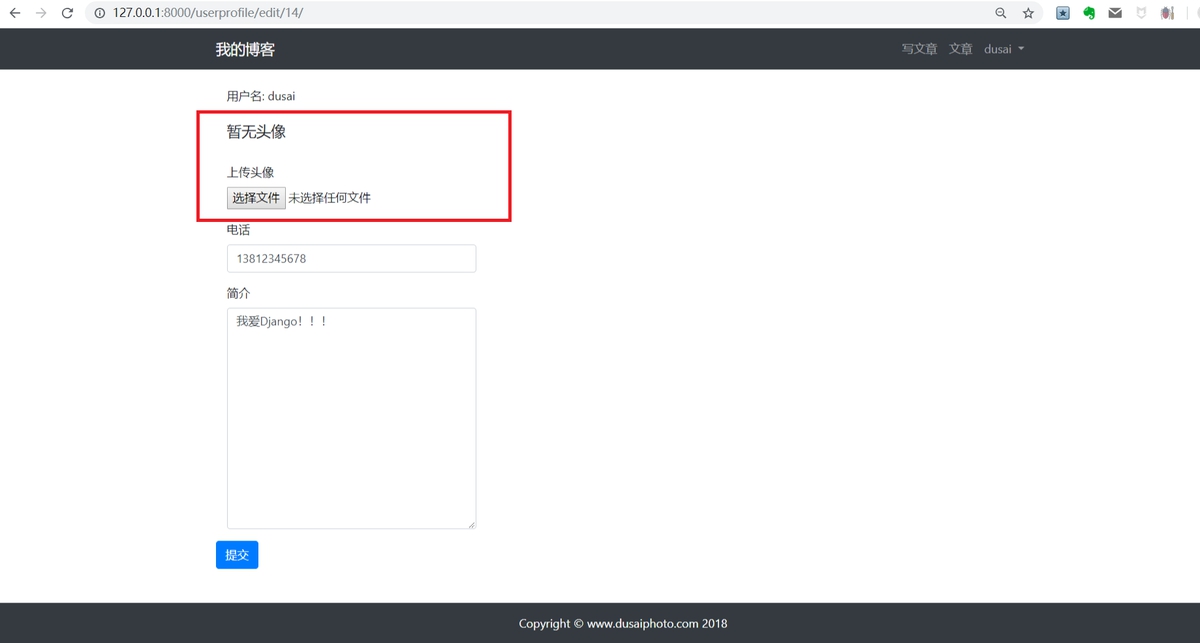 127.0.0.1:8000/userprofile/edit/14/
我的博客
写文章 文章 dusai
用户名: dusai
暂无头像
上传头像
选择文件 未选择任何文件
电话
13812345678
简介
我爱Django！！！
提交
Copyright © www.dusaiphoto.com 2018